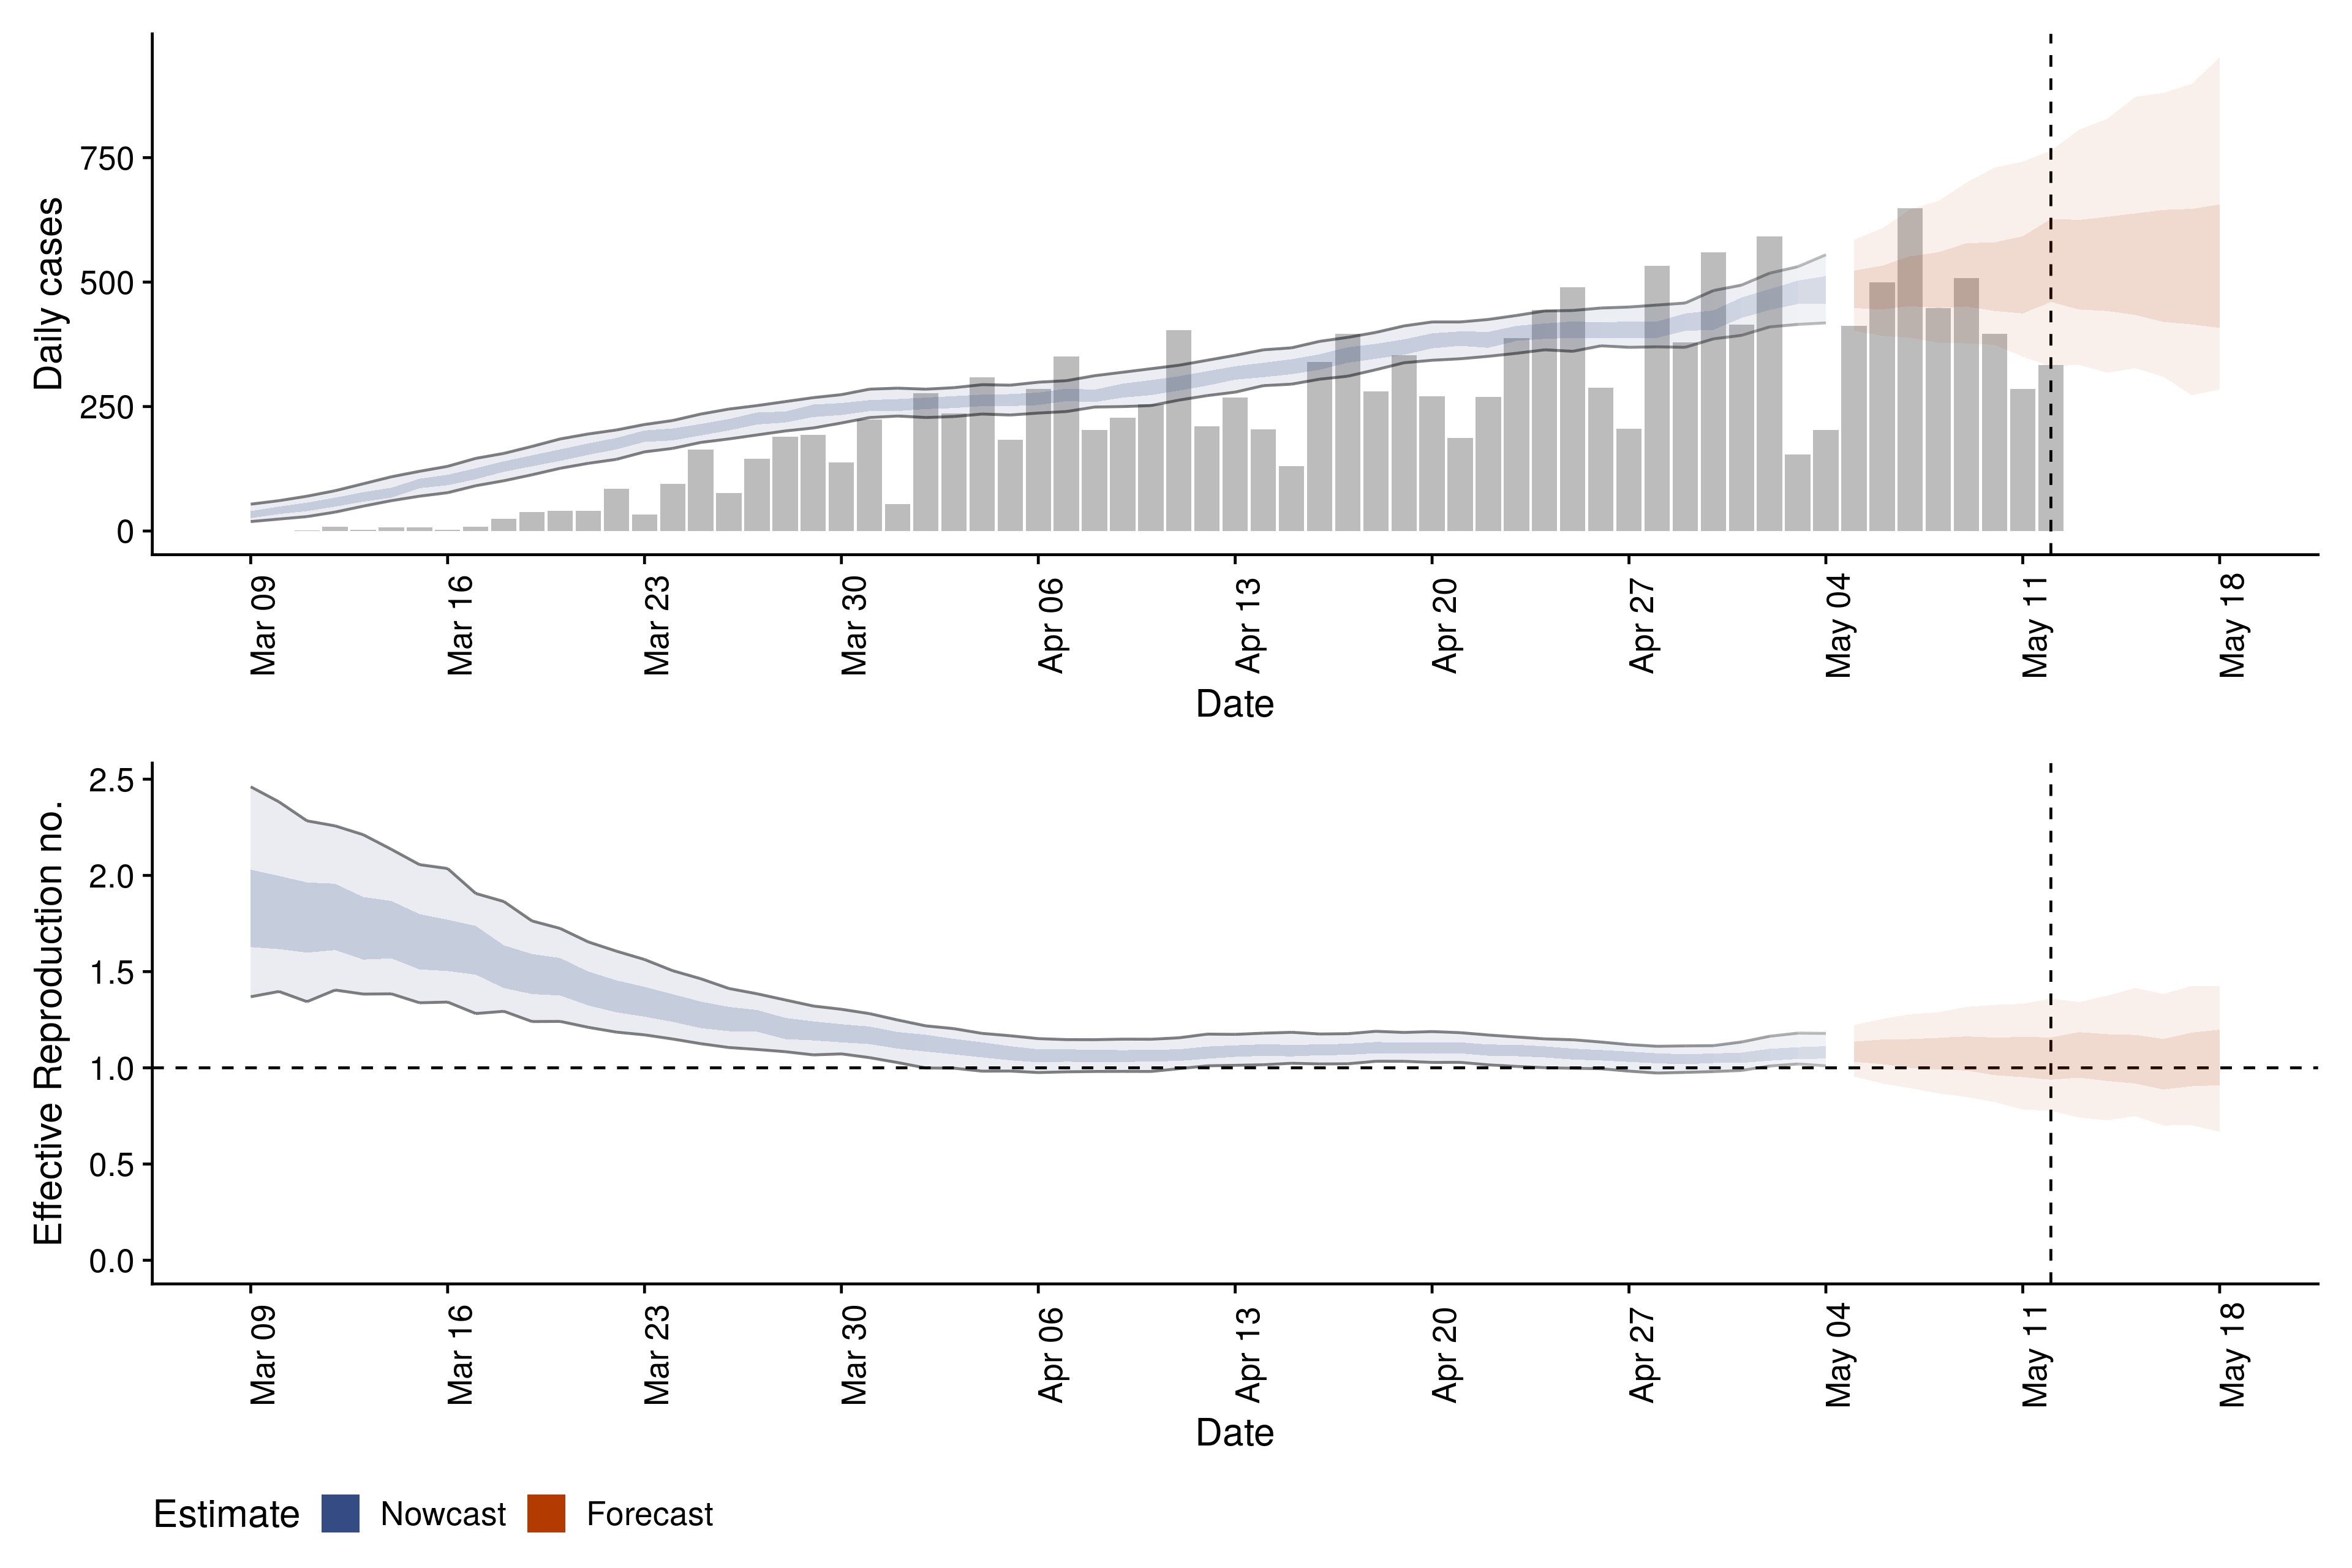 Daily cases
750
500
250
0
Mar 09
Mar 16
Mar 23
Mar 30
Apr 06
Apr 13
Apr 20
Apr 27
May 04
May 11
May 18
Date
Effective Reproduction no.
2.5
2.0
1.5
1.0
0.5
0.0
Mar 09
Mar 16
Mar 23
Mar 30
Apr 06
Apr 13
Apr 20
Apr 27
May 04
May 11
May 18
Date
Estimate Nowcast Forecast